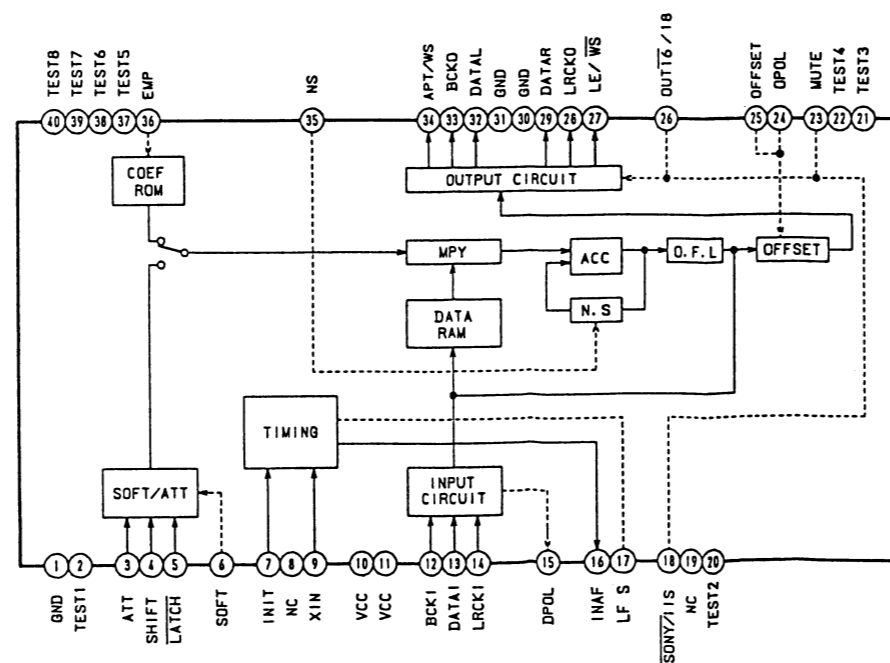 TEST8
TEST7
TEST6
TEST5
EMP
NS
APT/WS
BCKO
DATAL
GND
GND
DATAR
LRCKO
LE/WS
OUT16/18
OFFSET
OPOL
MUTE
TEST4
TEST3
40 39 38 37 36 35 34 33 32 31 30 29 28 27 26 25 24 23 22 21
COEF
ROM
OUTPUT CIRCUIT
MPY
ACC
O.F.L
OFFSET
DATA
RAM
N.S
TIMING
SOFT/ATT
INPUT
CIRCUIT
1 2 3 4 5 6 7 8 9 10 11 12 13 14 15 16 17 18 19 20
GND
TEST1
ATT
SHIFT
LATCH
SOFT
INIT
NC
XIN
VCC
VCC
BCKI
DATAI
LRCKI
DPOL
INAF
LF S
SONY/IIS
NC
TEST2